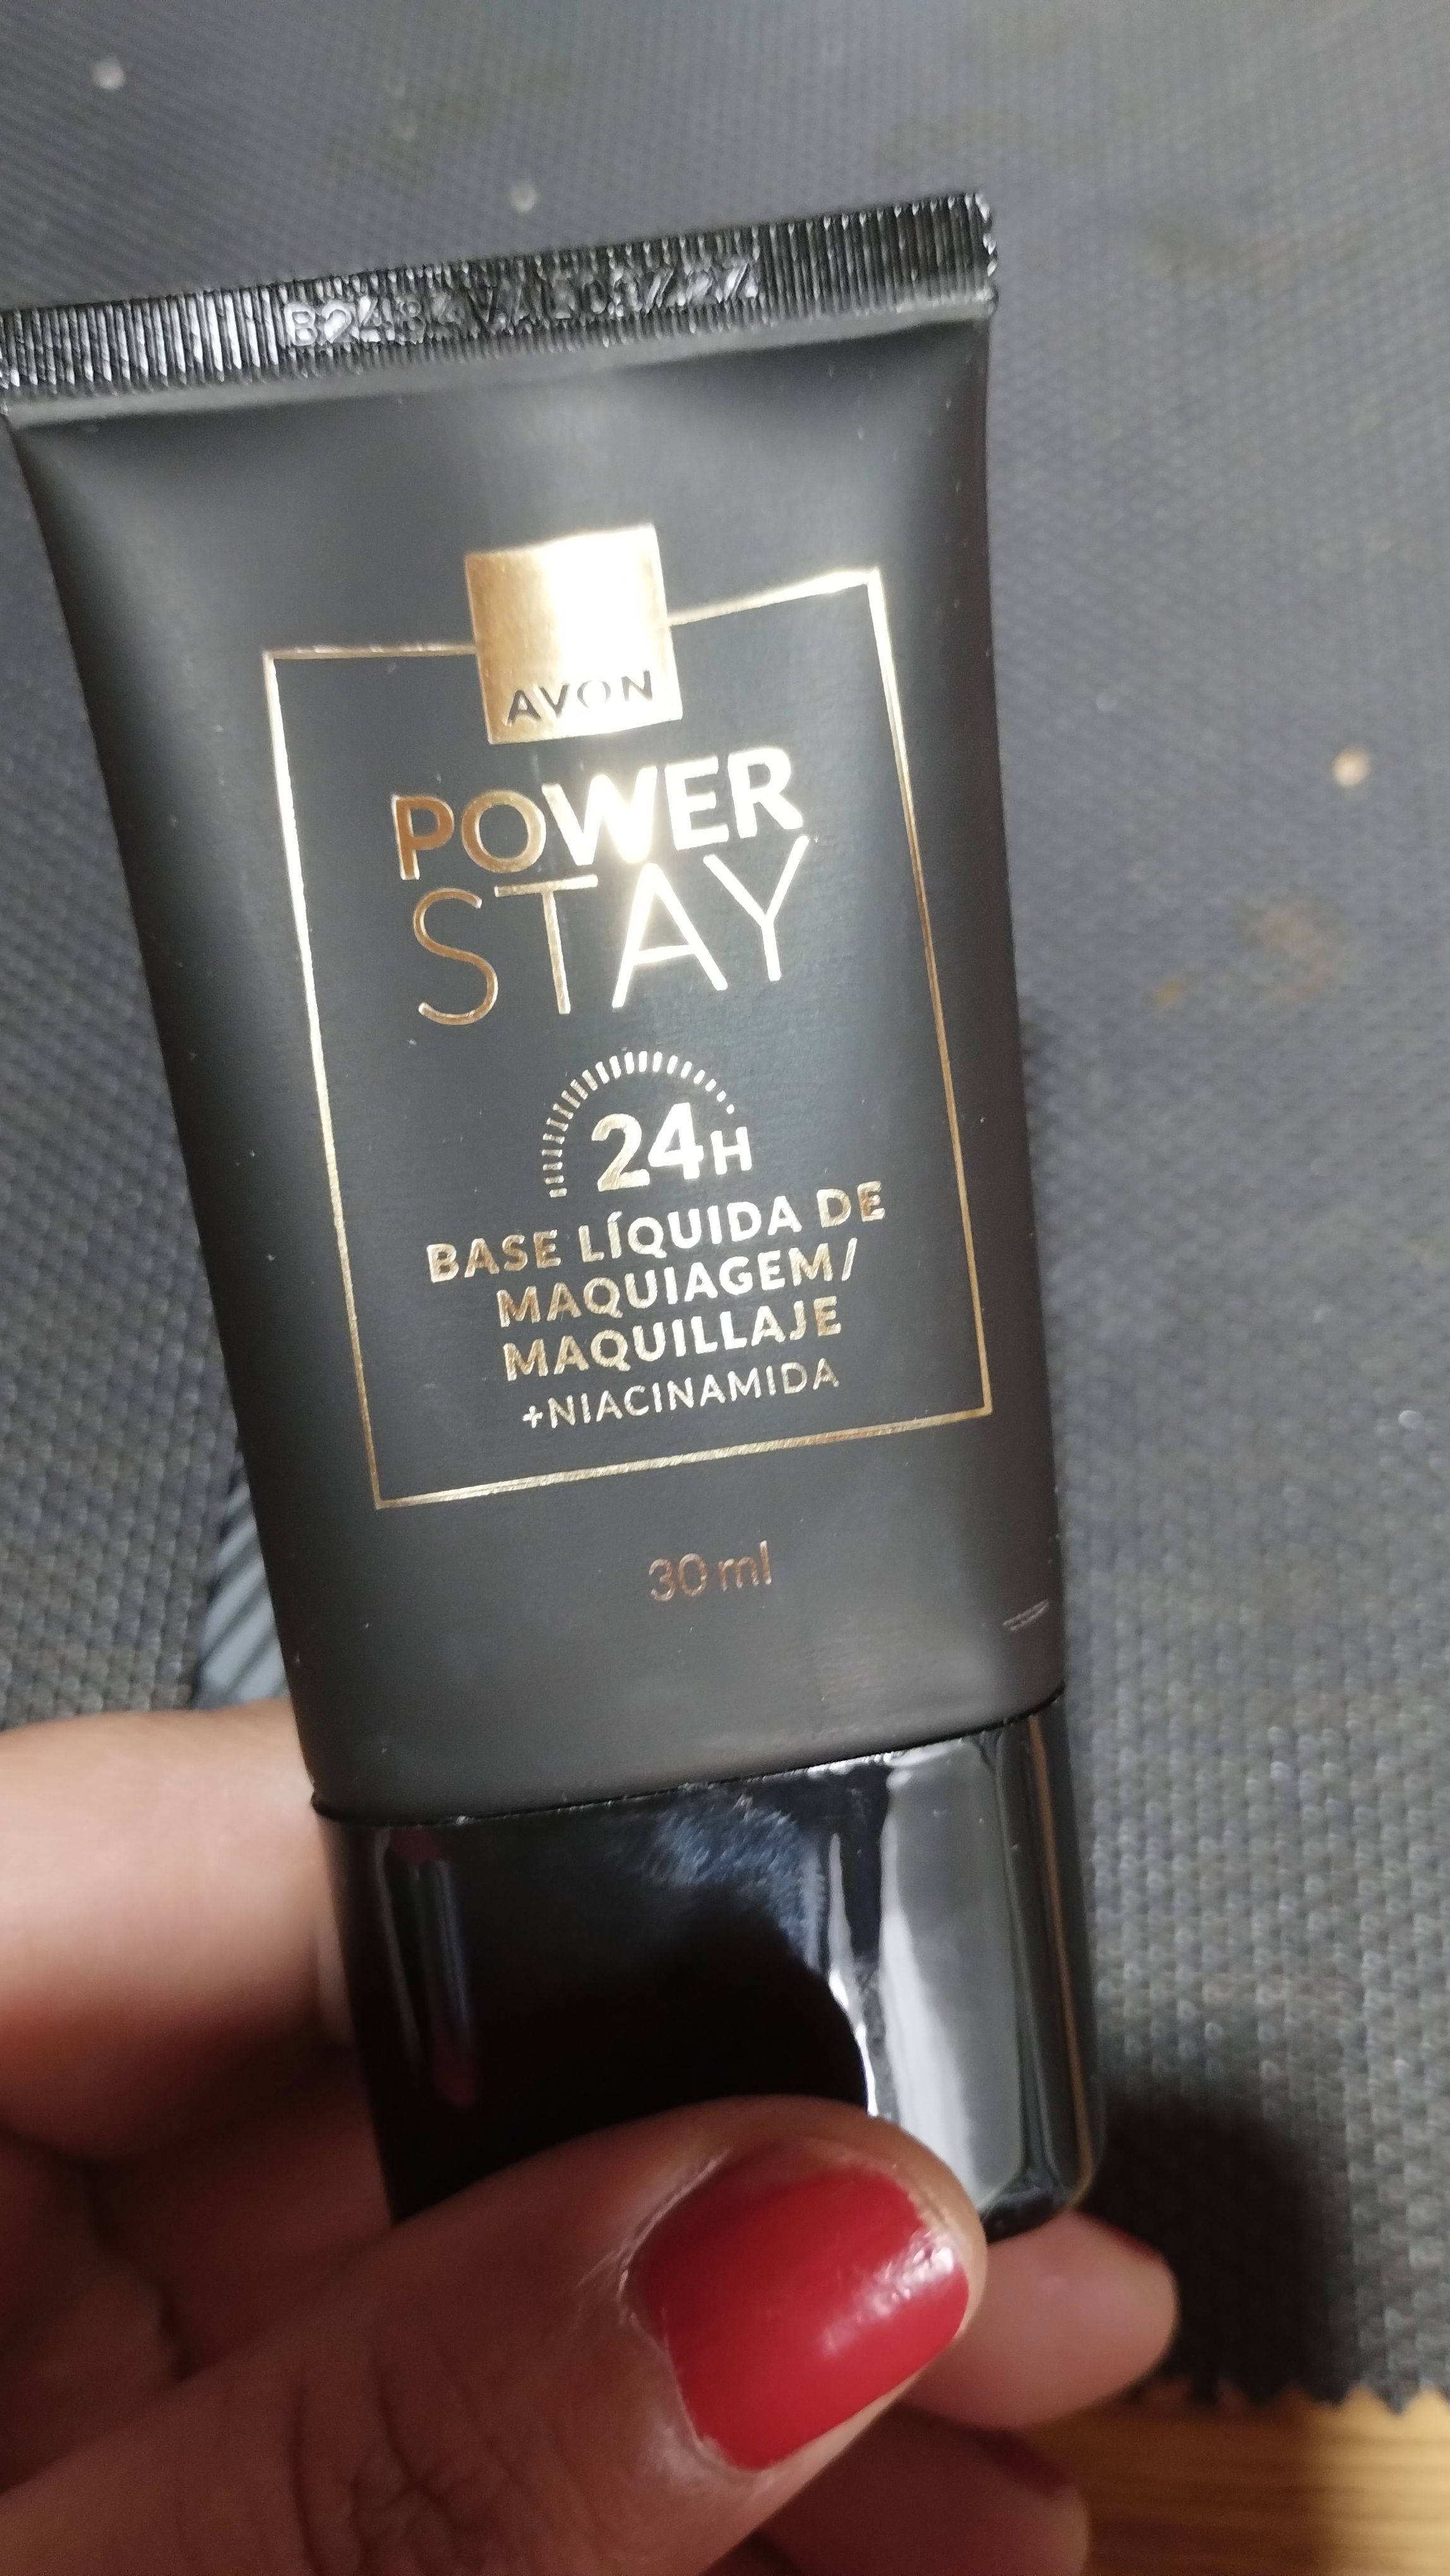 AVON
POWER
STAY
24H
BASE LÍQUIDA DE
MAQUIAGEM/
MAQUILLAJE
+NIACINAMIDA
30 ml